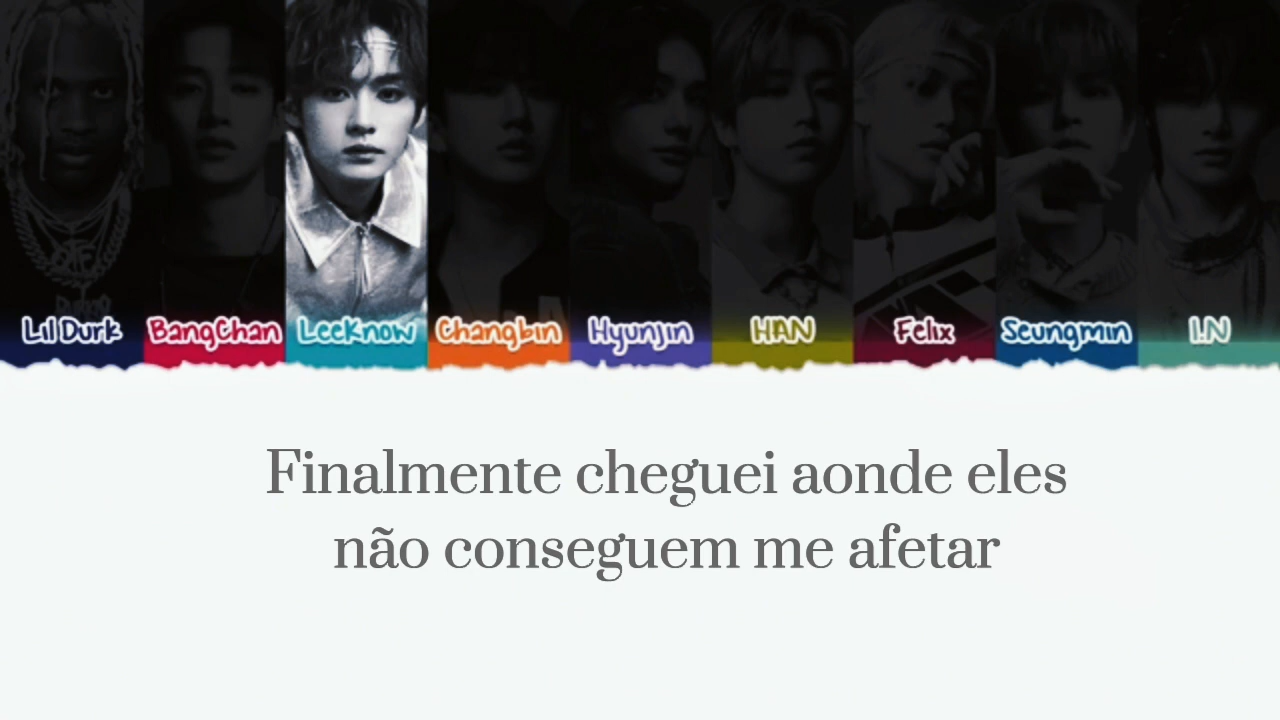 Lil Durk BangChan LeeKnow Changbin Hyunjin HAN Felix Seungmin I.N
Finalmente cheguei aonde eles
não conseguem me afetar